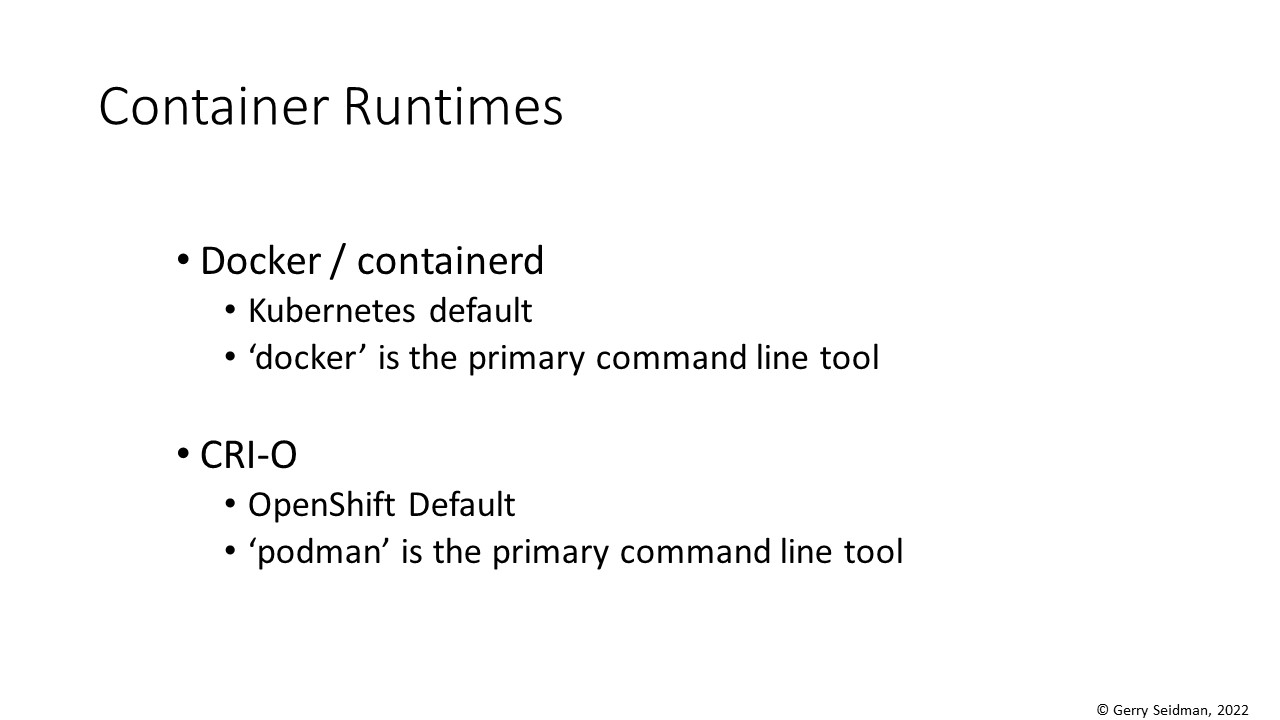 Container Runtimes
• Docker / containerd
• Kubernetes default
• ‘docker’ is the primary command line tool
• CRI-O
• OpenShift Default
• ‘podman’ is the primary command line tool
© Gerry Seidman, 2022